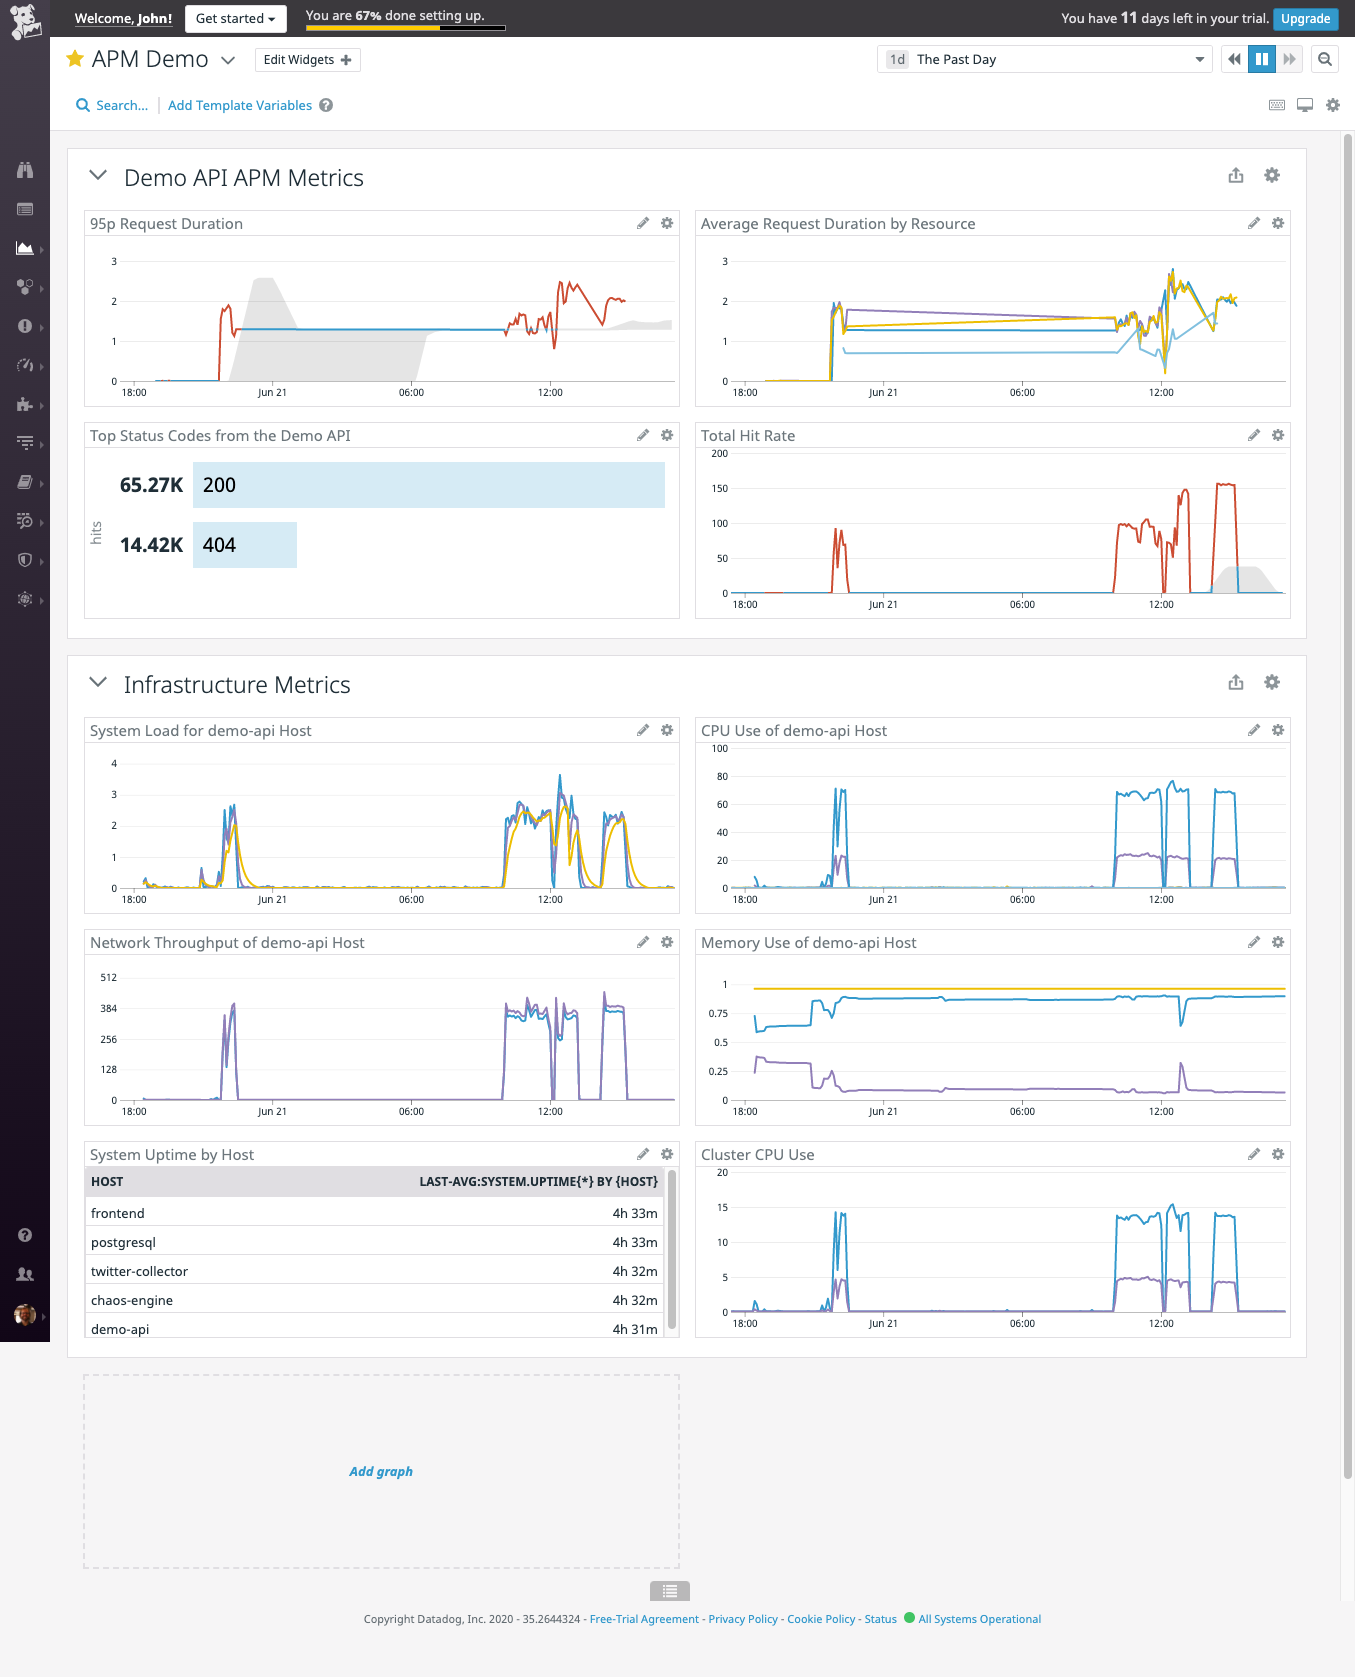 Welcome, John!
Get started
You are 67% done setting up.
You have 11 days left in your trial.
Upgrade
APM Demo
Edit Widgets
1d The Past Day
Search...
Add Template Variables
Demo API APM Metrics
95p Request Duration
3
2
1
0
18:00 Jun 21 06:00 12:00
Average Request Duration by Resource
3
2
1
0
18:00 Jun 21 06:00 12:00
Top Status Codes from the Demo API
hits
65.27K 200
14.42K 404
Total Hit Rate
200
150
100
50
0
18:00 Jun 21 06:00 12:00
Infrastructure Metrics
System Load for demo-api Host
4
3
2
1
0
18:00 Jun 21 06:00 12:00
CPU Use of demo-api Host
100
80
60
40
20
0
18:00 Jun 21 06:00 12:00
Network Throughput of demo-api Host
512
384
256
128
0
18:00 Jun 21 06:00 12:00
Memory Use of demo-api Host
1
0.75
0.5
0.25
0
18:00 Jun 21 06:00 12:00
System Uptime by Host
HOST LAST-AVG:SYSTEM.UPTIME{*} BY {HOST}
frontend 4h 33m
postgresql 4h 33m
twitter-collector 4h 32m
chaos-engine 4h 32m
demo-api 4h 31m
Cluster CPU Use
20
15
10
5
0
18:00 Jun 21 06:00 12:00
Add graph
Copyright Datadog, Inc. 2020 - 35.2644324 - Free-Trial Agreement - Privacy Policy - Cookie Policy - Status All Systems Operational